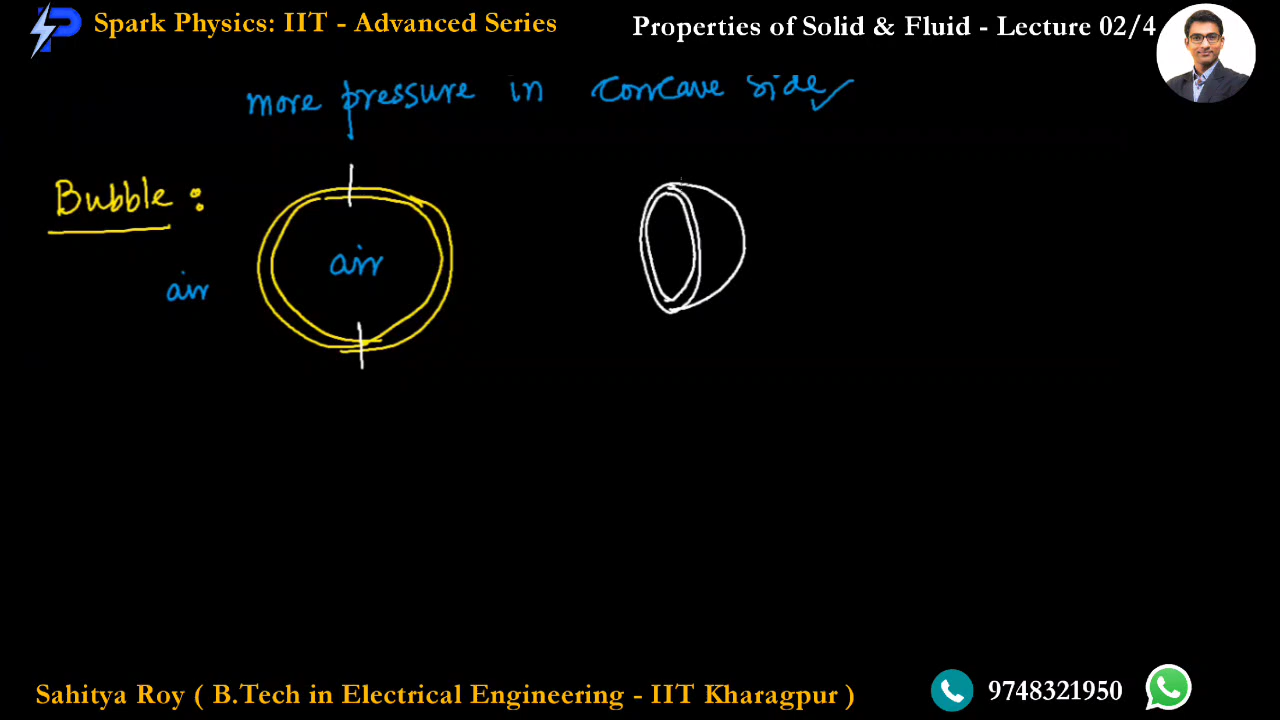 Spark Physics: IIT - Advanced Series
Properties of Solid & Fluid - Lecture 02/4
more pressure in concave side
Bubble :
air
air
Sahitya Roy ( B.Tech in Electrical Engineering - IIT Kharagpur )
9748321950